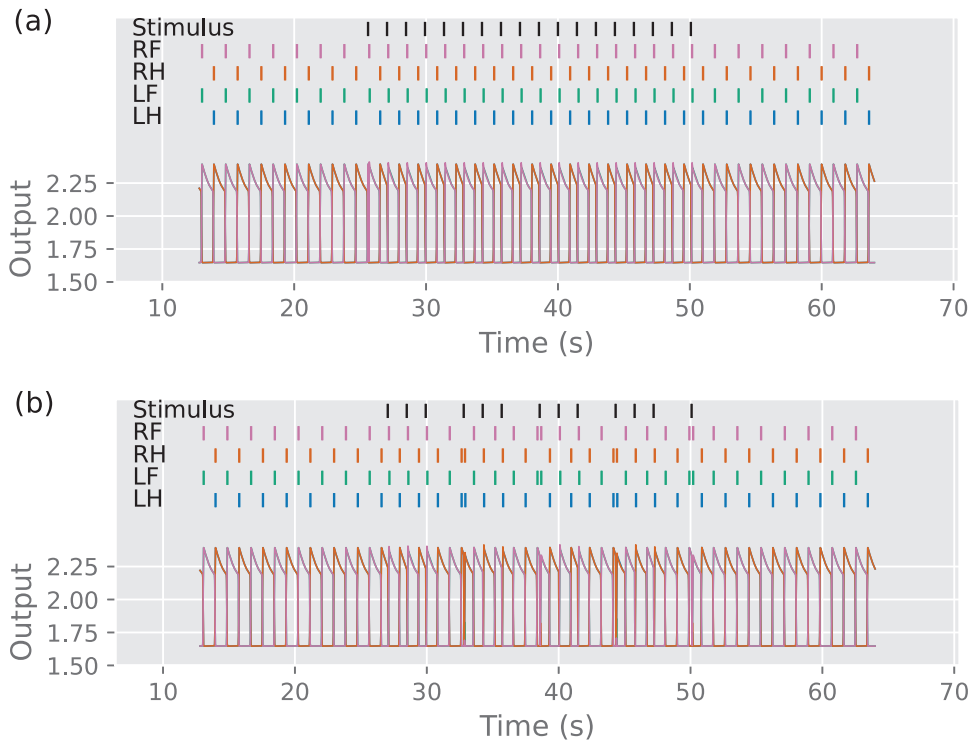 (a)
Stimulus
RF
RH
LF
LH
2.25
2.00
1.75
1.50
Output
10 20 30 40 50 60 70
Time (s)
(b)
Stimulus
RF
RH
LF
LH
2.25
2.00
1.75
1.50
Output
10 20 30 40 50 60 70
Time (s)